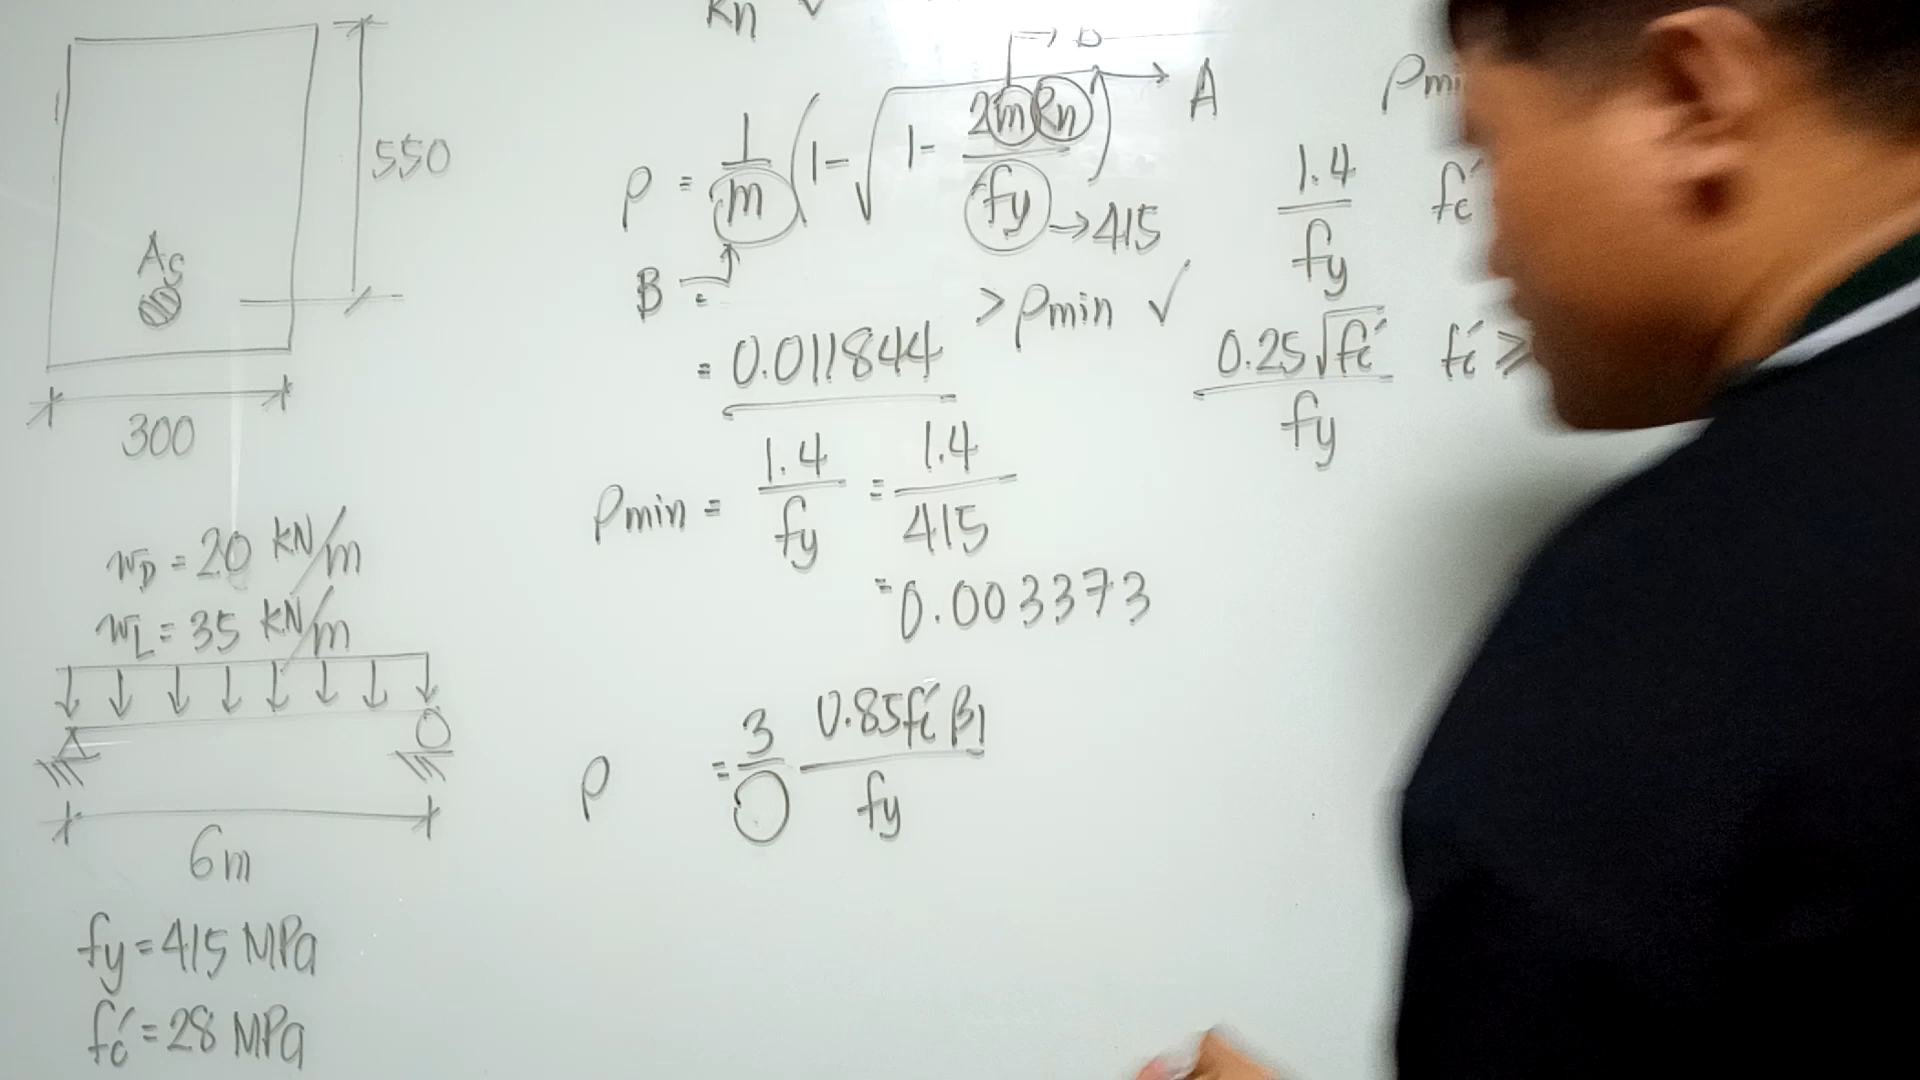 550
As
300
wD = 20 kN/m
wL = 35 kN/m
6m
fy = 415 MPa
fc' = 28 MPa
Rn ✓
ρ = 1/m (1 - √(1 - 2mRn/fy)) → A
→ 415
B
= 0.011844 > ρmin ✓
ρmin = 1.4/fy = 1.4/415
= 0.003373
ρ = 3/ 0.85fc'β1/fy
1.4/fy fc'
0.25√fc'/fy fc' ≥